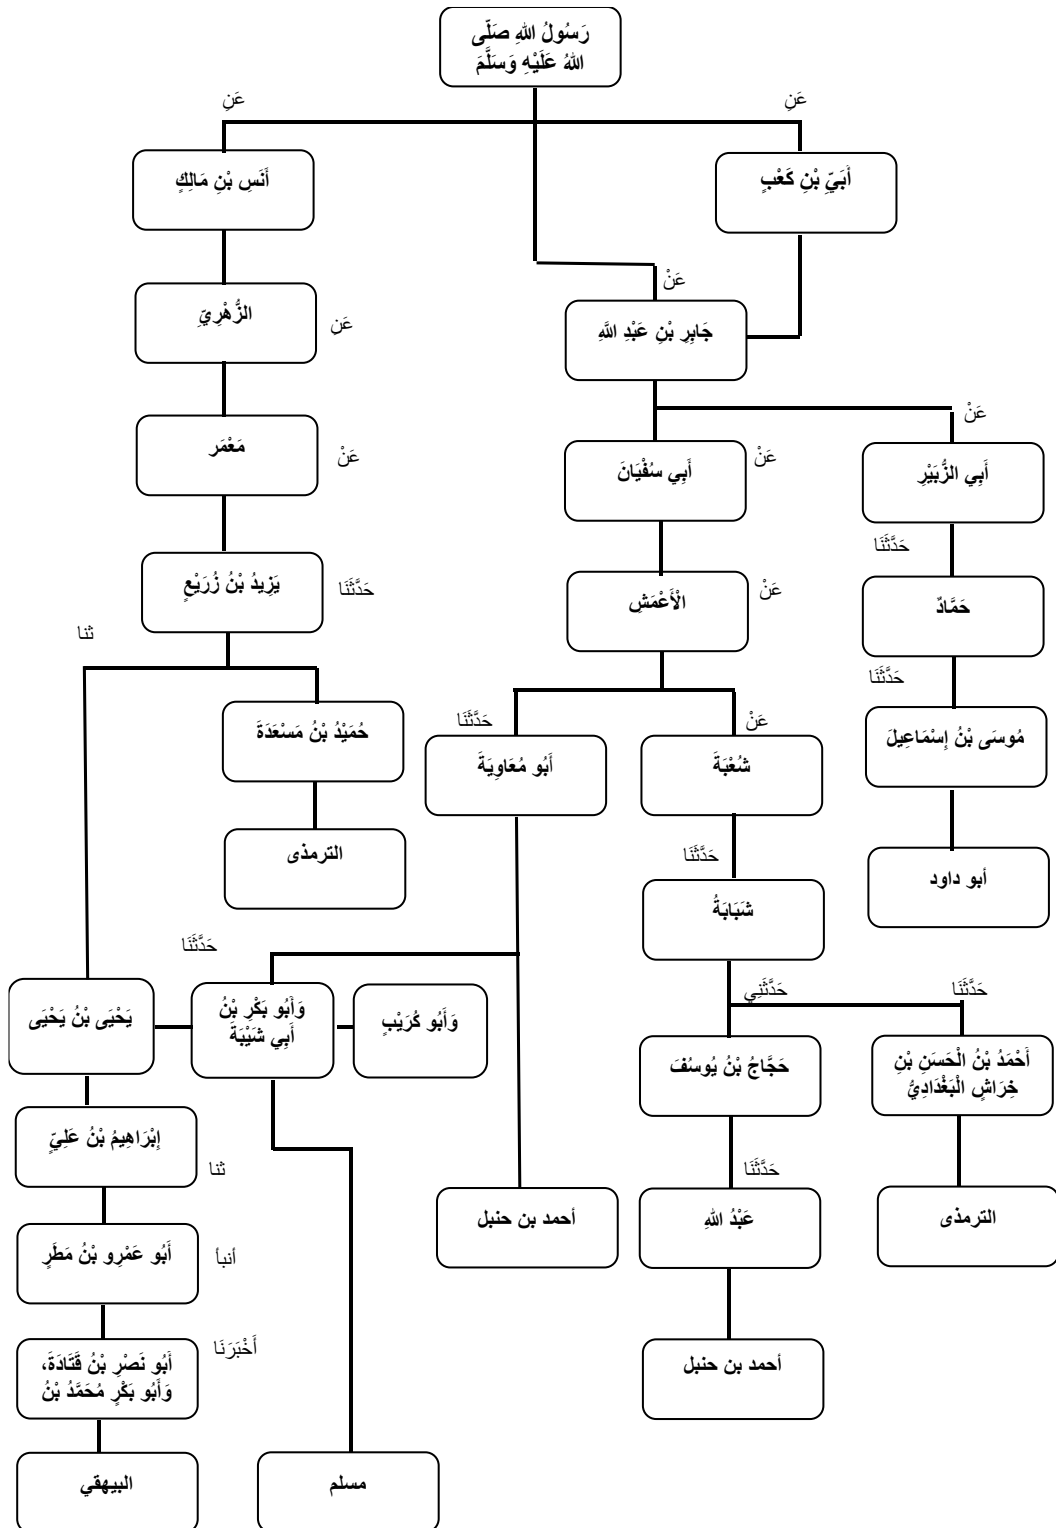 رَسُولُ اللهِ صَلَّى
اللهُ عَلَيْهِ وَسَلَّمَ
عَنِ
عَنِ
أُبَيِّ بْنِ كَعْبٍ
أَنَسِ بْنِ مَالِكٍ
عَنْ
جَابِرِ بْنِ عَبْدِ اللَّهِ
الزُّهْرِيِّ
عَنِ
عَنْ
عَنْ
أَبِي الزُّبَيْرِ
أَبِي سُفْيَانَ
مَعْمَر
عَنْ
حَدَّثَنَا
حَمَّادٌ
عَنْ
الْأَعْمَشِ
حَدَّثَنَا
يَزِيدُ بْنُ زُرَيْعٍ
ثنا
حَدَّثَنَا
مُوسَى بْنُ إِسْمَاعِيلَ
عَنْ
شُعْبَةَ
حَدَّثَنَا
أَبُو مُعَاوِيَةَ
حُمَيْدُ بْنُ مَسْعَدَةَ
الترمذى
حَدَّثَنَا
شَبَابَةُ
أبو داود
حَدَّثَنَا
حَدَّثَنَا
حَدَّثَنِي
وَأَبُو كُرَيْبٍ
وَأَبُو بَكْرِ بْنُ
أَبِي شَيْبَةَ
يَحْيَى بْنُ يَحْيَى
أَحْمَدُ بْنُ الْحَسَنِ بْنِ
خِرَاشٍ الْبَغْدَادِيُّ
حَجَّاجُ بْنُ يُوسُفَ
إِبْرَاهِيمُ بْنُ عَلِيٍّ
ثنا
حَدَّثَنَا
الترمذى
عَبْدُ اللهِ
أحمد بن حنبل
أَبُو عَمْرِو بْنُ مَطَرٍ
أنبأ
أَخْبَرَنَا
أَبُو نَصْرِ بْنُ قَتَادَةَ،
وَأَبُو بَكْرٍ مُحَمَّدُ بْنُ
أحمد بن حنبل
مسلم
البيهقي